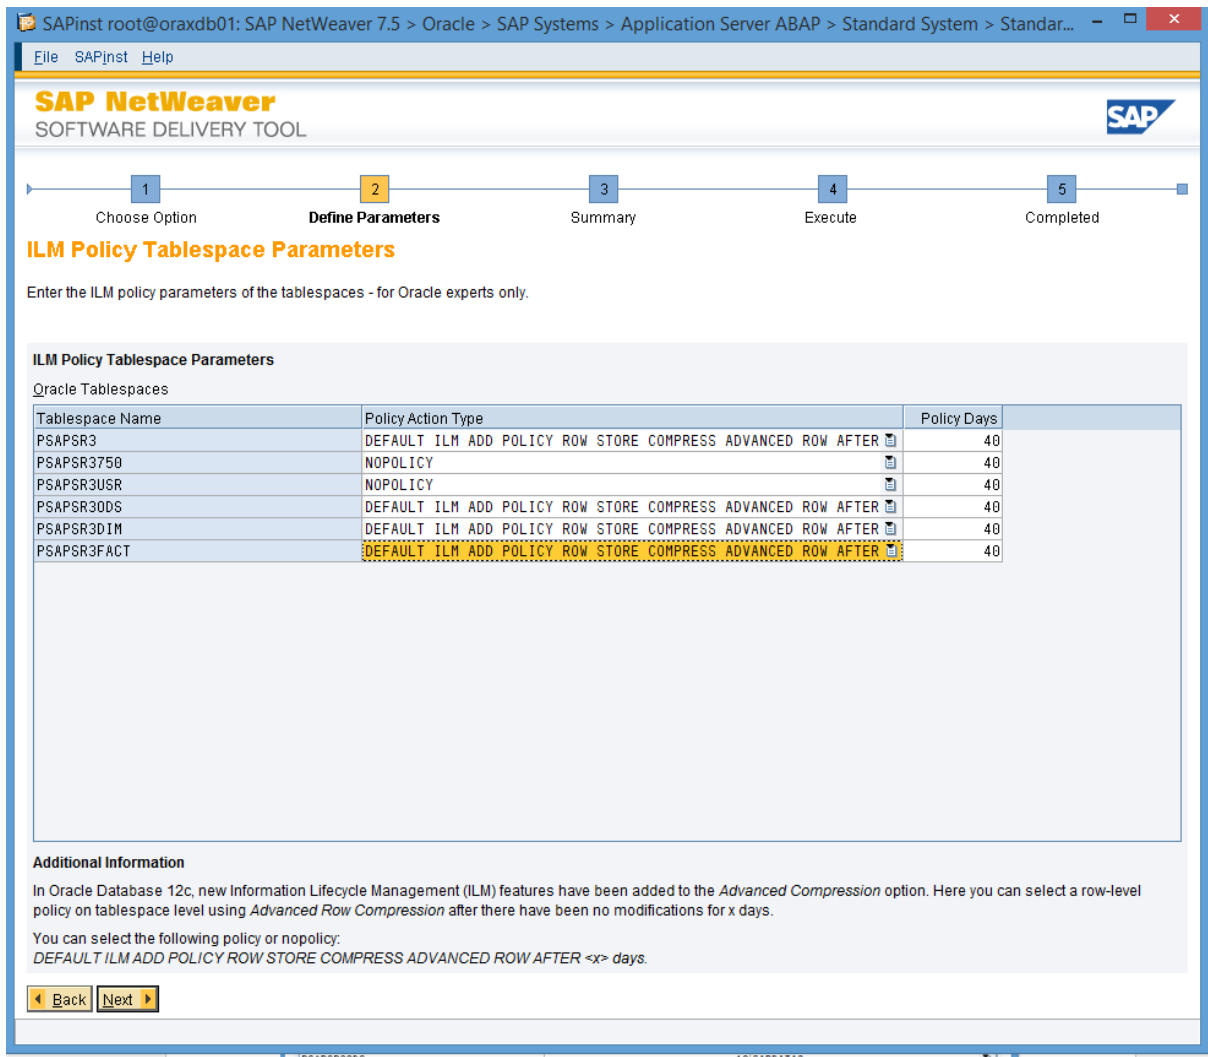 SAPinst root@oraxdb01: SAP NetWeaver 7.5 > Oracle > SAP Systems > Application Server ABAP > Standard System > Standar...
File SAPinst Help
SAP NetWeaver
SOFTWARE DELIVERY TOOL
SAP
1 2 3 4 5
Choose Option Define Parameters Summary Execute Completed
ILM Policy Tablespace Parameters
Enter the ILM policy parameters of the tablespaces - for Oracle experts only.
ILM Policy Tablespace Parameters
Oracle Tablespaces
Tablespace Name Policy Action Type Policy Days
PSAPSR3 DEFAULT ILM ADD POLICY ROW STORE COMPRESS ADVANCED ROW AFTER 40
PSAPSR3750 NOPOLICY 40
PSAPSR3USR NOPOLICY 40
PSAPSR3ODS DEFAULT ILM ADD POLICY ROW STORE COMPRESS ADVANCED ROW AFTER 40
PSAPSR3DIM DEFAULT ILM ADD POLICY ROW STORE COMPRESS ADVANCED ROW AFTER 40
PSAPSR3FACT DEFAULT ILM ADD POLICY ROW STORE COMPRESS ADVANCED ROW AFTER 40
Additional Information
In Oracle Database 12c, new Information Lifecycle Management (ILM) features have been added to the Advanced Compression option. Here you can select a row-level
policy on tablespace level using Advanced Row Compression after there have been no modifications for x days.
You can select the following policy or nopolicy:
DEFAULT ILM ADD POLICY ROW STORE COMPRESS ADVANCED ROW AFTER <x> days.
Back Next